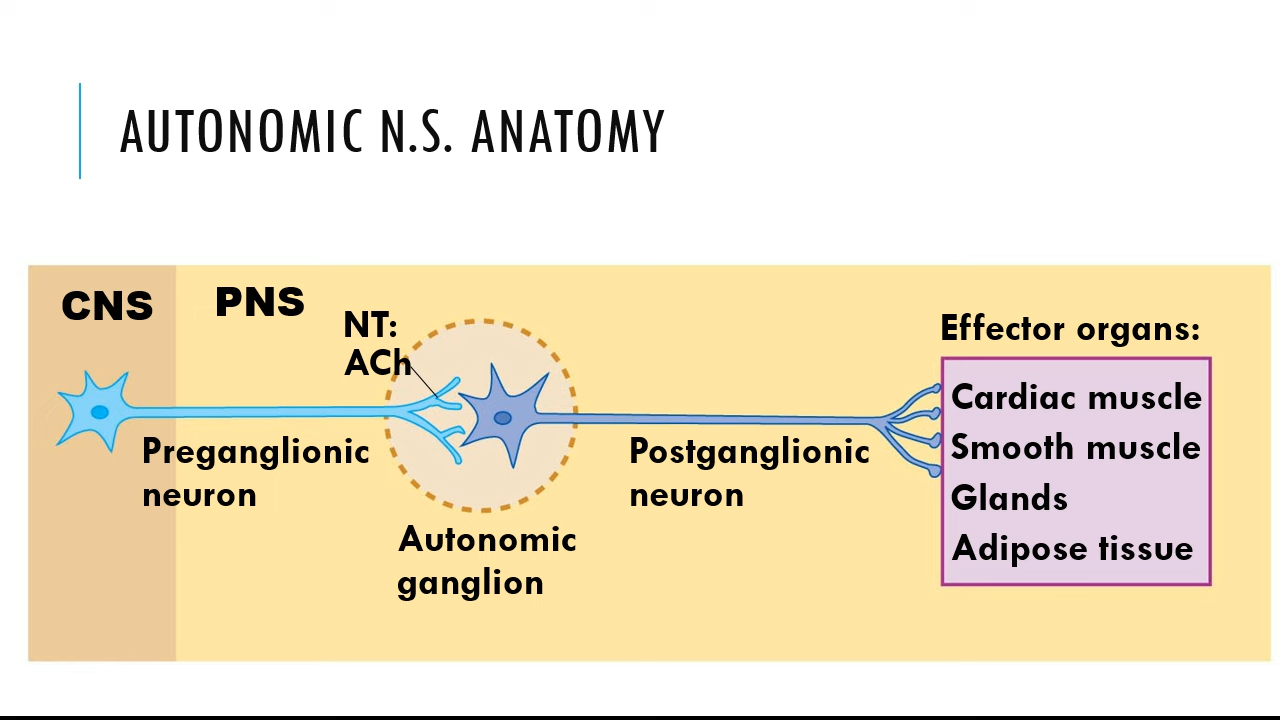 AUTONOMIC N.S. ANATOMY
CNS
PNS
NT:
ACh
Preganglionic
neuron
Autonomic
ganglion
Postganglionic
neuron
Effector organs:
Cardiac muscle
Smooth muscle
Glands
Adipose tissue